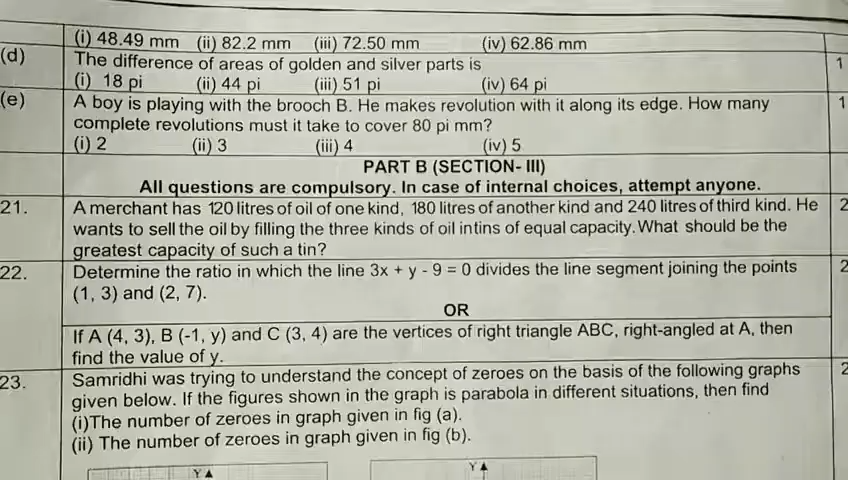 (i) 48.49 mm (ii) 82.2 mm (iii) 72.50 mm (iv) 62.86 mm
(d) The difference of areas of golden and silver parts is 1
(i) 18 pi (ii) 44 pi (iii) 51 pi (iv) 64 pi
(e) A boy is playing with the brooch B. He makes revolution with it along its edge. How many 1
complete revolutions must it take to cover 80 pi mm?
(i) 2 (ii) 3 (iii) 4 (iv) 5
PART B (SECTION- III)
All questions are compulsory. In case of internal choices, attempt anyone.
21. A merchant has 120 litres of oil of one kind, 180 litres of another kind and 240 litres of third kind. He 2
wants to sell the oil by filling the three kinds of oil intins of equal capacity. What should be the
greatest capacity of such a tin?
22. Determine the ratio in which the line 3x + y - 9 = 0 divides the line segment joining the points 2
(1, 3) and (2, 7).
OR
If A (4, 3), B (-1, y) and C (3, 4) are the vertices of right triangle ABC, right-angled at A, then
find the value of y.
23. Samridhi was trying to understand the concept of zeroes on the basis of the following graphs 2
given below. If the figures shown in the graph is parabola in different situations, then find
(i)The number of zeroes in graph given in fig (a).
(ii) The number of zeroes in graph given in fig (b).
Y Y